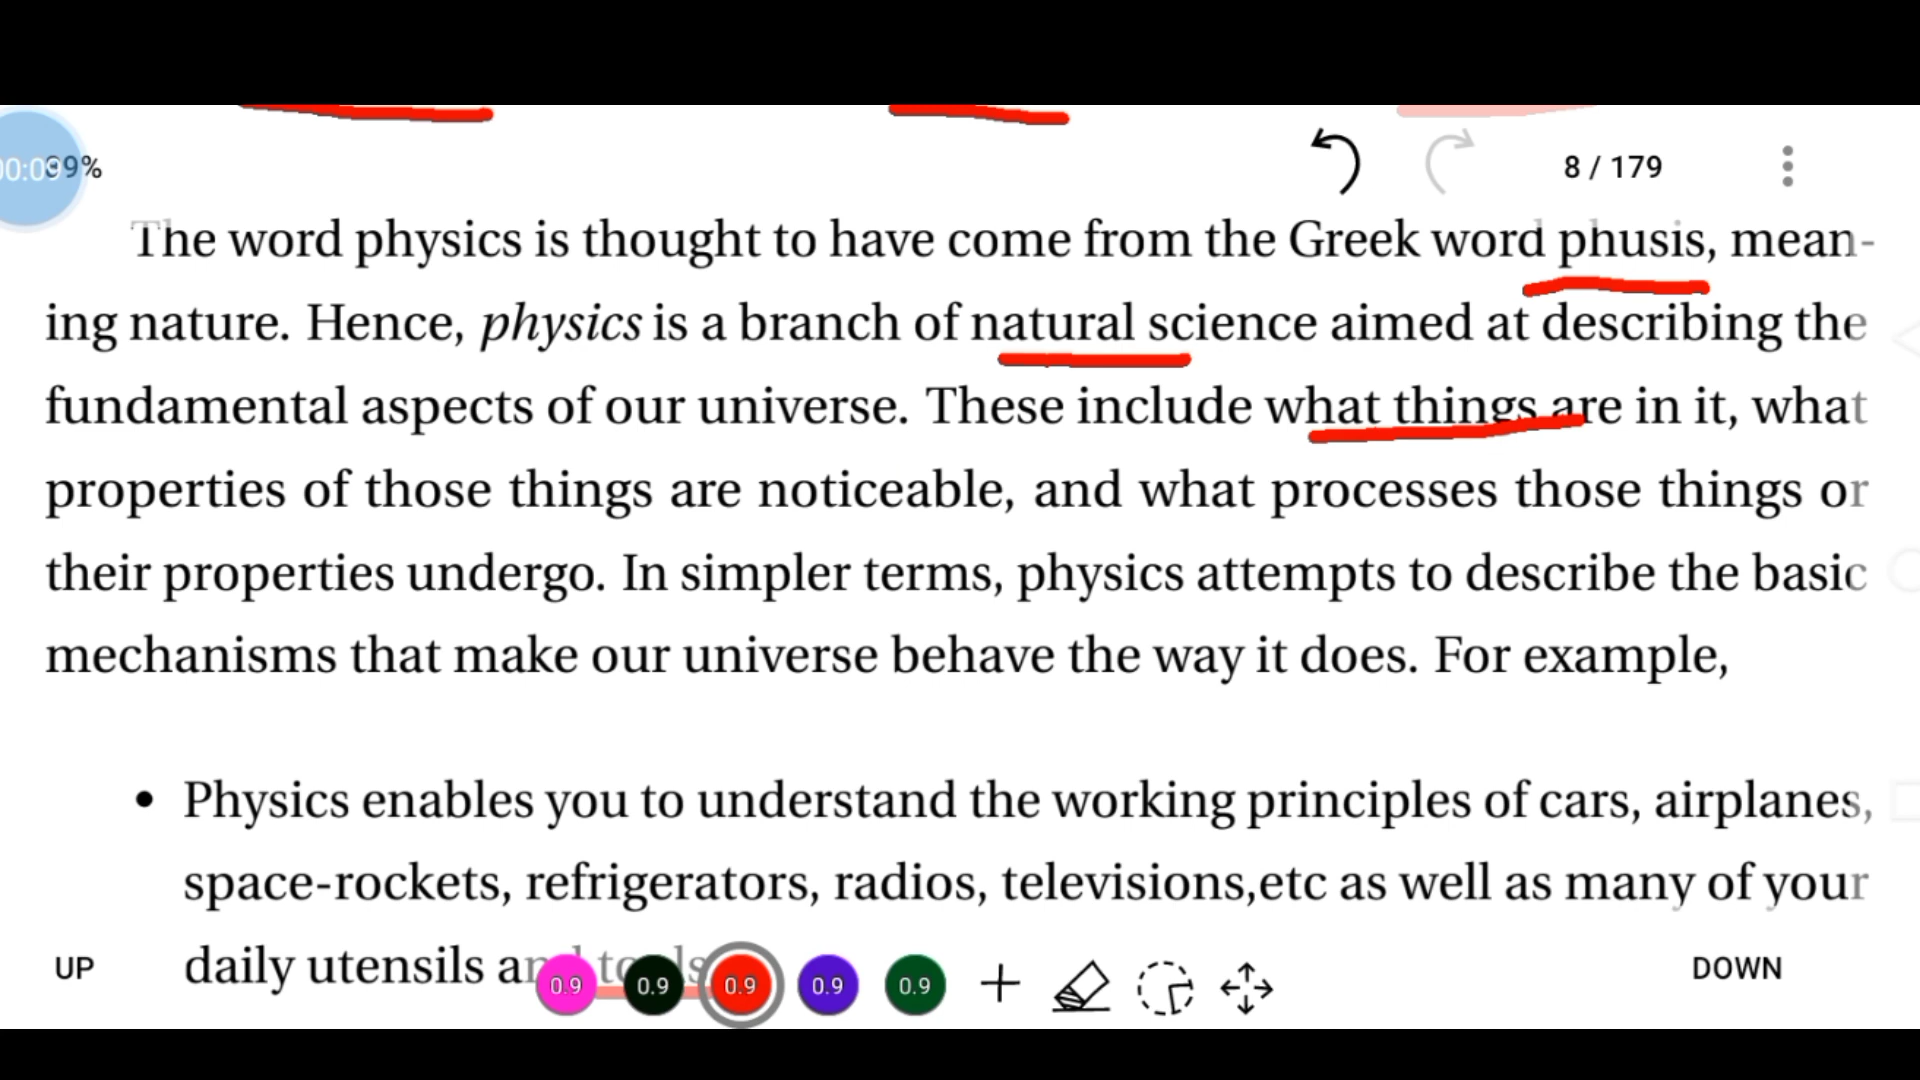 00:09 99%
8 / 179
The word physics is thought to have come from the Greek word phusis, mean-
ing nature. Hence, physics is a branch of natural science aimed at describing the
fundamental aspects of our universe. These include what things are in it, what
properties of those things are noticeable, and what processes those things or
their properties undergo. In simpler terms, physics attempts to describe the basic
mechanisms that make our universe behave the way it does. For example,
• Physics enables you to understand the working principles of cars, airplanes,
space-rockets, refrigerators, radios, televisions,etc as well as many of your
daily utensils and tools
UP
0.9 0.9 0.9 0.9 0.9
DOWN